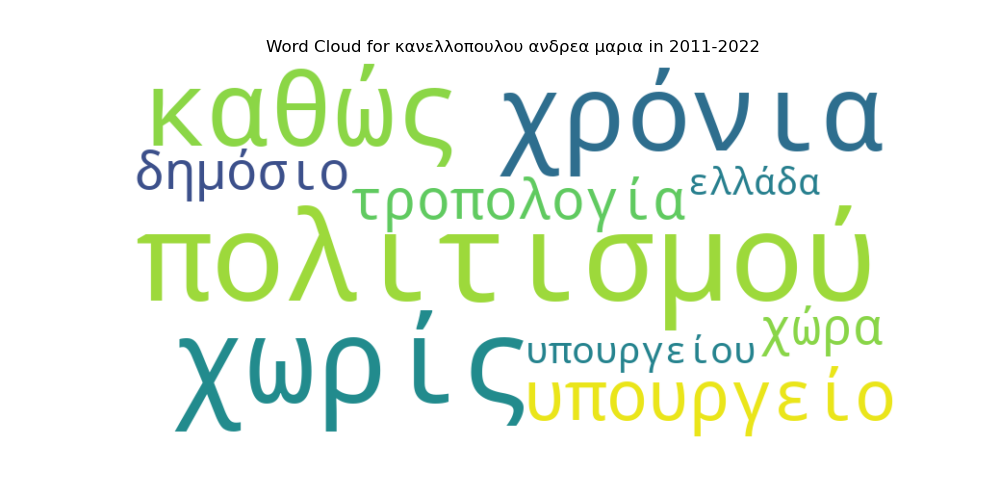 Word Cloud for κανελλοπουλου ανδρεα μαρια in 2011-2022
καθώς χρόνια
δημόσιο τροπολογία ελλάδα
πολιτισμού
χωρίς υπουργείου χώρα
υπουργείο